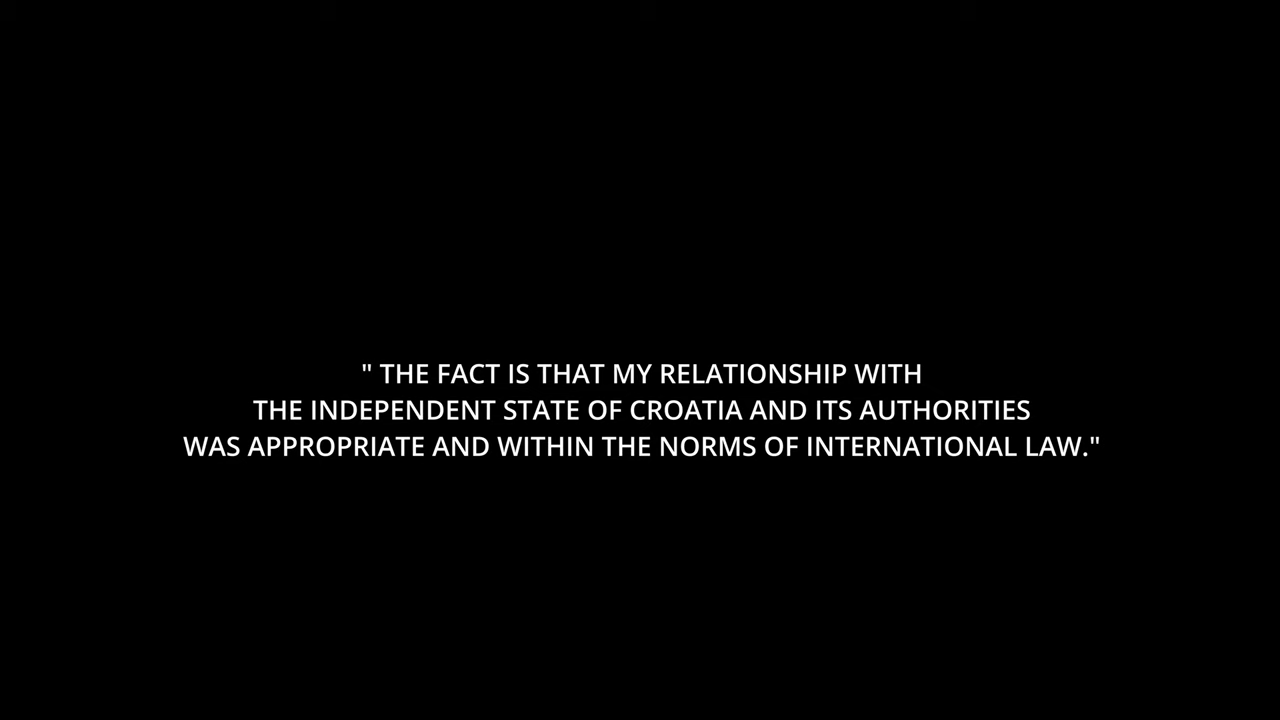 " THE FACT IS THAT MY RELATIONSHIP WITH
THE INDEPENDENT STATE OF CROATIA AND ITS AUTHORITIES
WAS APPROPRIATE AND WITHIN THE NORMS OF INTERNATIONAL LAW."